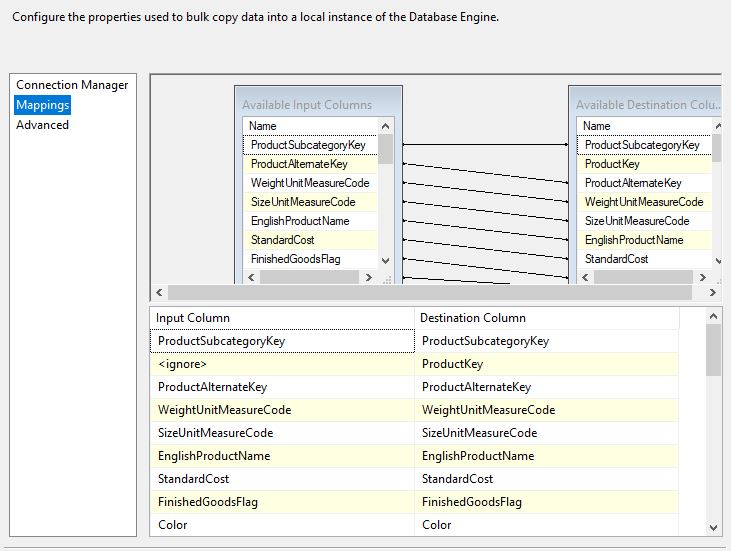 Configure the properties used to bulk copy data into a local instance of the Database Engine.
Connection Manager
Mappings
Advanced
Available Input Columns
Name
ProductSubcategoryKey
ProductAlternateKey
WeightUnitMeasureCode
SizeUnitMeasureCode
EnglishProductName
StandardCost
FinishedGoodsFlag
Available Destination Colu...
Name
ProductSubcategoryKey
ProductKey
ProductAlternateKey
WeightUnitMeasureCode
SizeUnitMeasureCode
EnglishProductName
StandardCost
Input Column Destination Column
ProductSubcategoryKey ProductSubcategoryKey
<ignore> ProductKey
ProductAlternateKey ProductAlternateKey
WeightUnitMeasureCode WeightUnitMeasureCode
SizeUnitMeasureCode SizeUnitMeasureCode
EnglishProductName EnglishProductName
StandardCost StandardCost
FinishedGoodsFlag FinishedGoodsFlag
Color Color